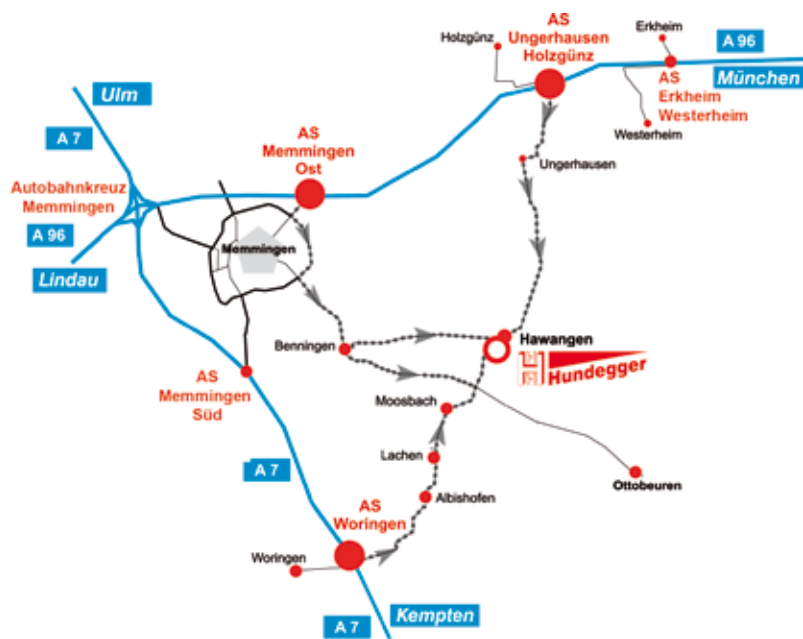 AS
Ungerhausen
Holzgünz
Holzgünz
Erkheim
A 96
München
AS
Erkheim
Westerheim
Westerheim
Ulm
A 7
AS
Memmingen
Ost
Ungerhausen
Autobahnkreuz
Memmingen
A 96
Lindau
Memmingen
Benningen
Hawangen
Hundegger
AS
Memmingen
Süd
Moosbach
Lachen
A 7
Albishofen
Ottobeuren
AS
Woringen
Woringen
A 7
Kempten